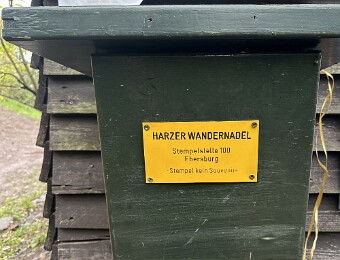 HARZER WANDERNADEL
Stempelstelle 100
Ebersburg
-Stempel kein Souvenir-